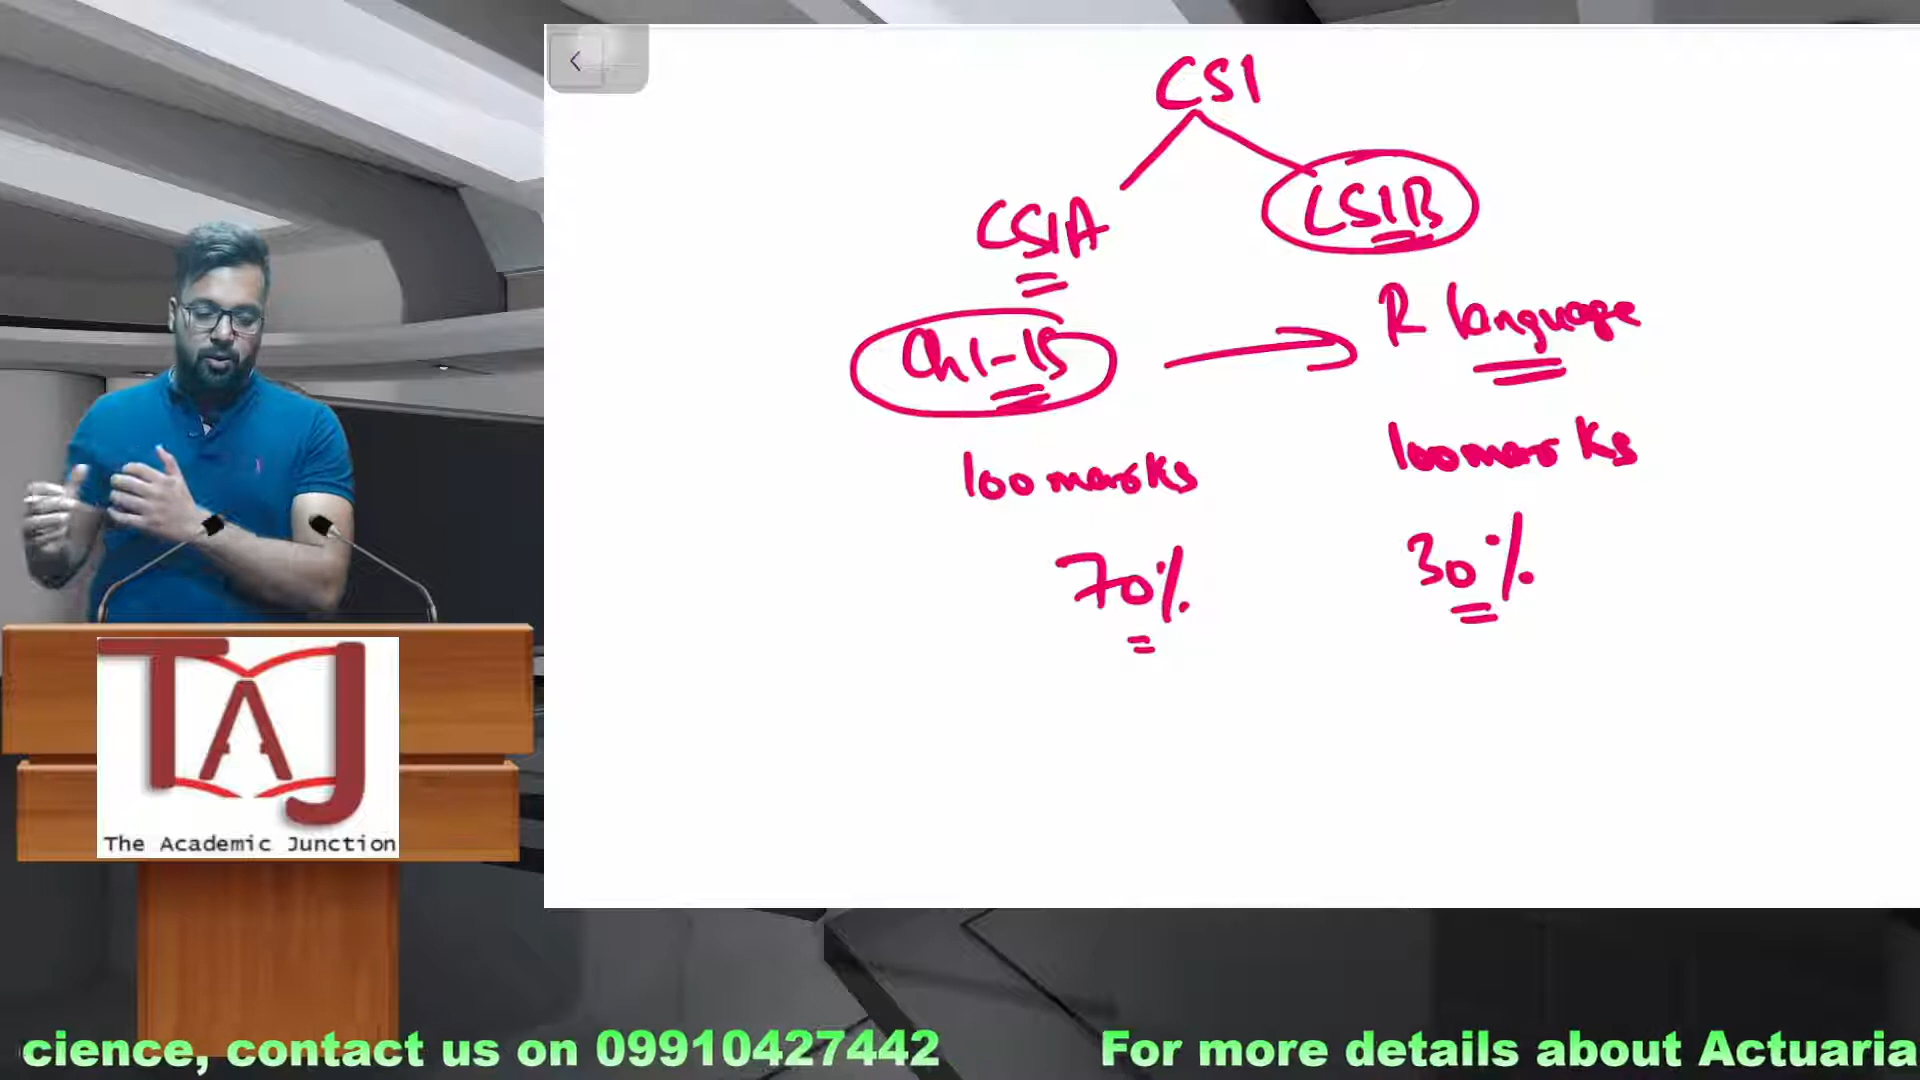 CS1
CS1A
CS1B
Ch1-15
R language
100 marks
100 marks
70%
30%
TAJ
The Academic Junction
cience, contact us on 09910427442
For more details about Actuaria